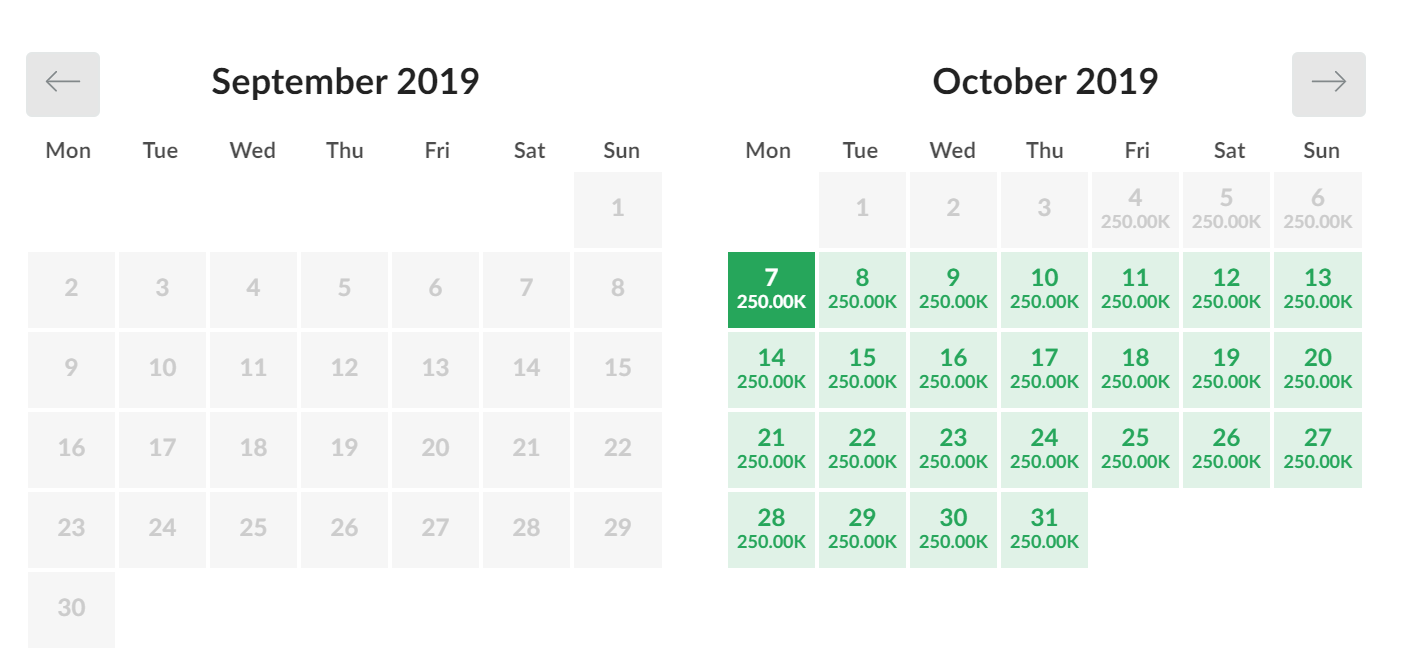 September 2019
Mon Tue Wed Thu Fri Sat Sun
1
2 3 4 5 6 7 8
9 10 11 12 13 14 15
16 17 18 19 20 21 22
23 24 25 26 27 28 29
30
October 2019
Mon Tue Wed Thu Fri Sat Sun
1 2 3 4 5 6
250.00K 250.00K 250.00K
7 8 9 10 11 12 13
250.00K 250.00K 250.00K 250.00K 250.00K 250.00K 250.00K
14 15 16 17 18 19 20
250.00K 250.00K 250.00K 250.00K 250.00K 250.00K 250.00K
21 22 23 24 25 26 27
250.00K 250.00K 250.00K 250.00K 250.00K 250.00K 250.00K
28 29 30 31
250.00K 250.00K 250.00K 250.00K